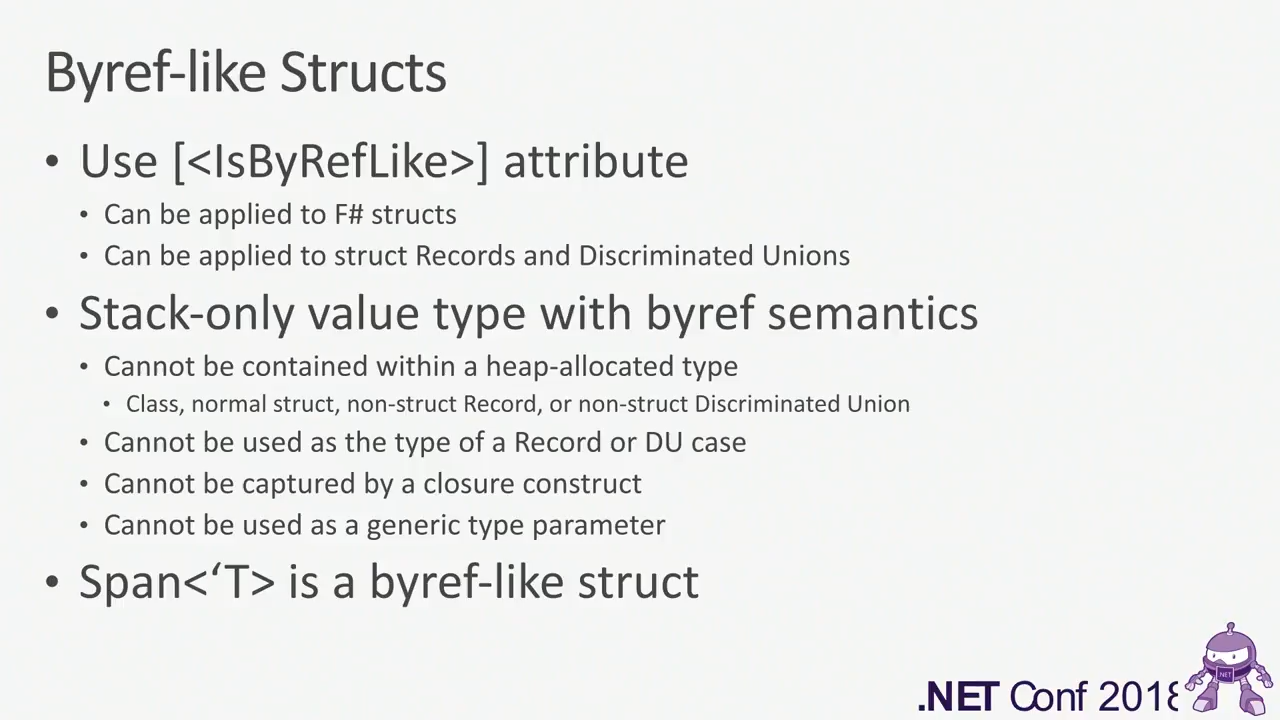 Byref-like Structs
• Use [<IsByRefLike>] attribute
• Can be applied to F# structs
• Can be applied to struct Records and Discriminated Unions
• Stack-only value type with byref semantics
• Cannot be contained within a heap-allocated type
• Class, normal struct, non-struct Record, or non-struct Discriminated Union
• Cannot be used as the type of a Record or DU case
• Cannot be captured by a closure construct
• Cannot be used as a generic type parameter
• Span<‘T> is a byref-like struct
.NET Conf 2018
.NET